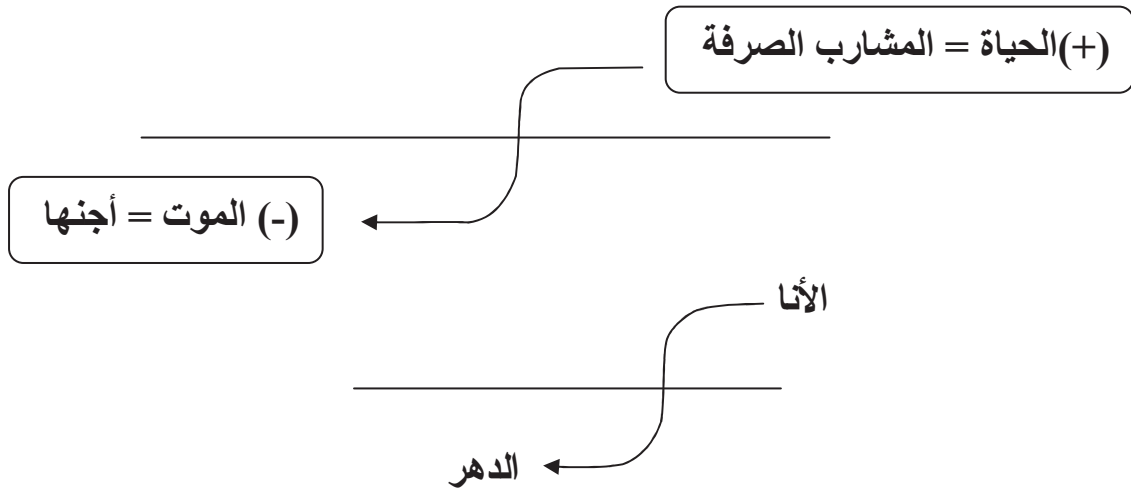 (+)الحياة = المشارب الصرفة
(-) الموت = أجنها
الأنا
الدهر